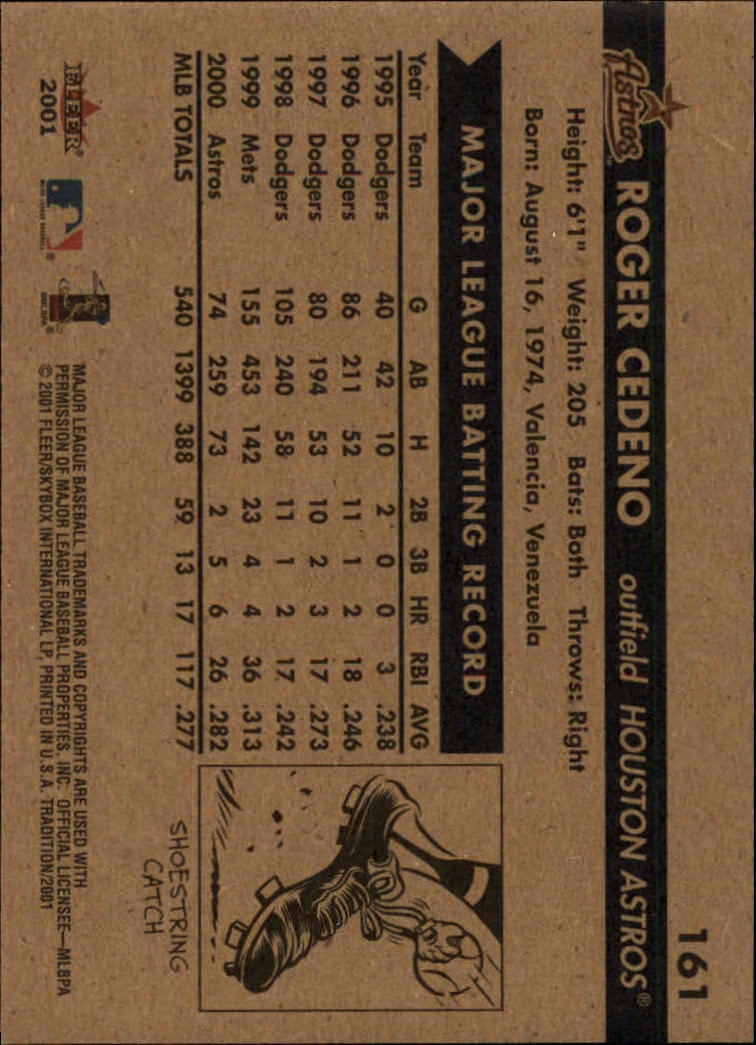 161
Astros™ ROGER CEDENO outfield HOUSTON ASTROS®
Height: 6'1" Weight: 205 Bats: Both Throws: Right
Born: August 16, 1974, Valencia, Venezuela
MAJOR LEAGUE BATTING RECORD
Year Team G AB H 2B 3B HR RBI AVG
1995 Dodgers 40 42 10 2 0 0 3 .238
1996 Dodgers 86 211 52 11 1 2 18 .246
1997 Dodgers 80 194 53 10 2 3 17 .273
1998 Dodgers 105 240 58 11 1 2 17 .242
1999 Mets 155 453 142 23 4 4 36 .313
2000 Astros 74 259 73 2 5 6 26 .282
MLB TOTALS 540 1399 388 59 13 17 117 .277
SHOESTRING
CATCH
FLEER®
2001
MAJOR LEAGUE BASEBALL TRADEMARKS AND COPYRIGHTS ARE USED WITH
PERMISSION OF MAJOR LEAGUE BASEBALL PROPERTIES, INC. OFFICIAL LICENSEE—MLBPA
© 2001 FLEER/SKYBOX INTERNATIONAL LP, PRINTED IN U.S.A. TRADITION/2001